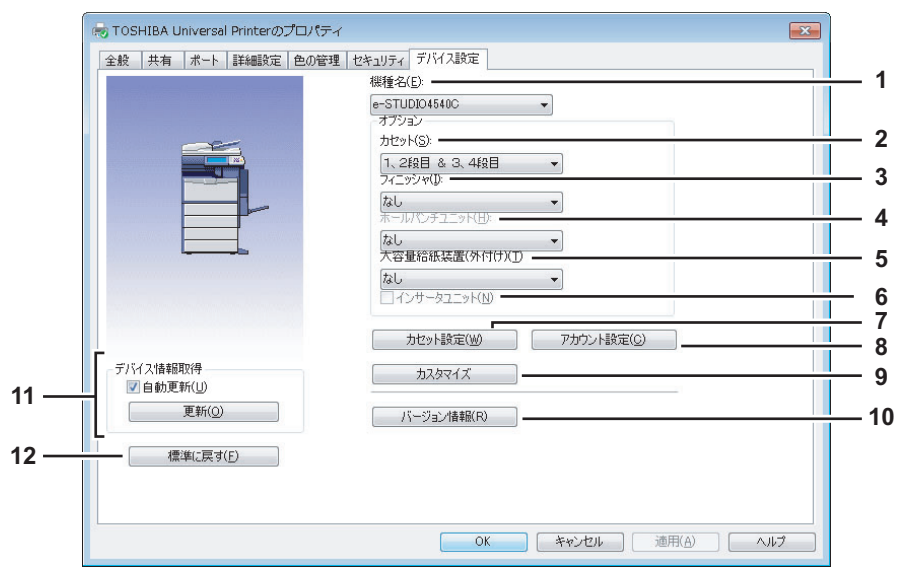 TOSHIBA Universal Printerのプロパティ
全般 共有 ポート 詳細設定 色の管理 セキュリティ デバイス設定
機種名(E):
1
e-STUDIO4540C
オプション
カセット(S):
2
1、2段目 & 3、4段目
フィニッシャ(I):
3
なし
ホールパンチユニット(H):
4
なし
大容量給紙装置(外付け)(T)
5
なし
インサータユニット(N)
6
7
カセット設定(W)
アカウント設定(C)
8
デバイス情報取得
カスタマイズ
9
自動更新(U)
11
更新(O)
バージョン情報(R)
10
12
標準に戻す(F)
OK キャンセル 適用(A) ヘルプ